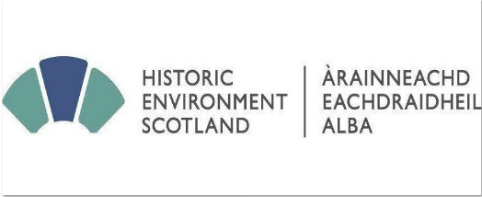 HISTORIC
ENVIRONMENT
SCOTLAND
ÀRAINNEACHD
EACHDRAIDHEIL
ALBA